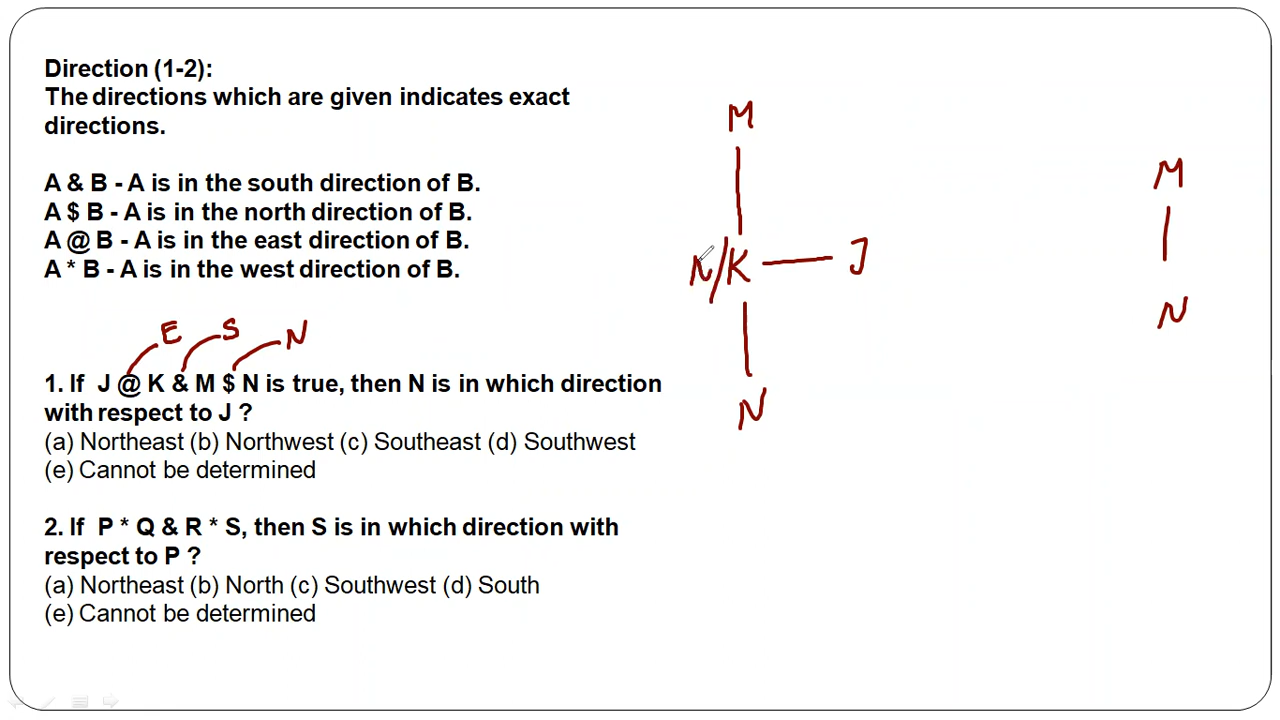 Direction (1-2):
The directions which are given indicates exact
directions.
A & B - A is in the south direction of B.
A $ B - A is in the north direction of B.
A @ B - A is in the east direction of B.
A * B - A is in the west direction of B.
E S N
1. If J @ K & M $ N is true, then N is in which direction
with respect to J ?
(a) Northeast (b) Northwest (c) Southeast (d) Southwest
(e) Cannot be determined
2. If P * Q & R * S, then S is in which direction with
respect to P ?
(a) Northeast (b) North (c) Southwest (d) South
(e) Cannot be determined
M
N/K J
N
M
N